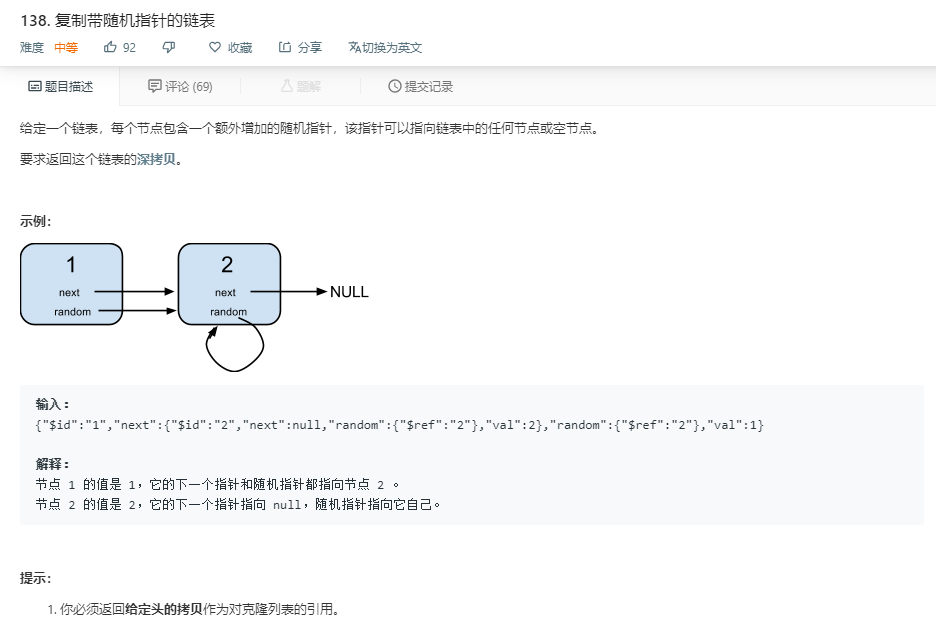 138. 复制带随机指针的链表
难度 中等 92 收藏 分享 切换为英文
题目描述 评论 (69) 题解 提交记录
给定一个链表，每个节点包含一个额外增加的随机指针，该指针可以指向链表中的任何节点或空节点。
要求返回这个链表的深拷贝。
示例：
1 2
next next NULL
random random
输入：
{"$id":"1","next":{"$id":"2","next":null,"random":{"$ref":"2"},"val":2},"random":{"$ref":"2"},"val":1}
解释：
节点 1 的值是 1，它的下一个指针和随机指针都指向节点 2 。
节点 2 的值是 2，它的下一个指针指向 null，随机指针指向它自己。
提示：
1. 你必须返回给定头的拷贝作为对克隆列表的引用。